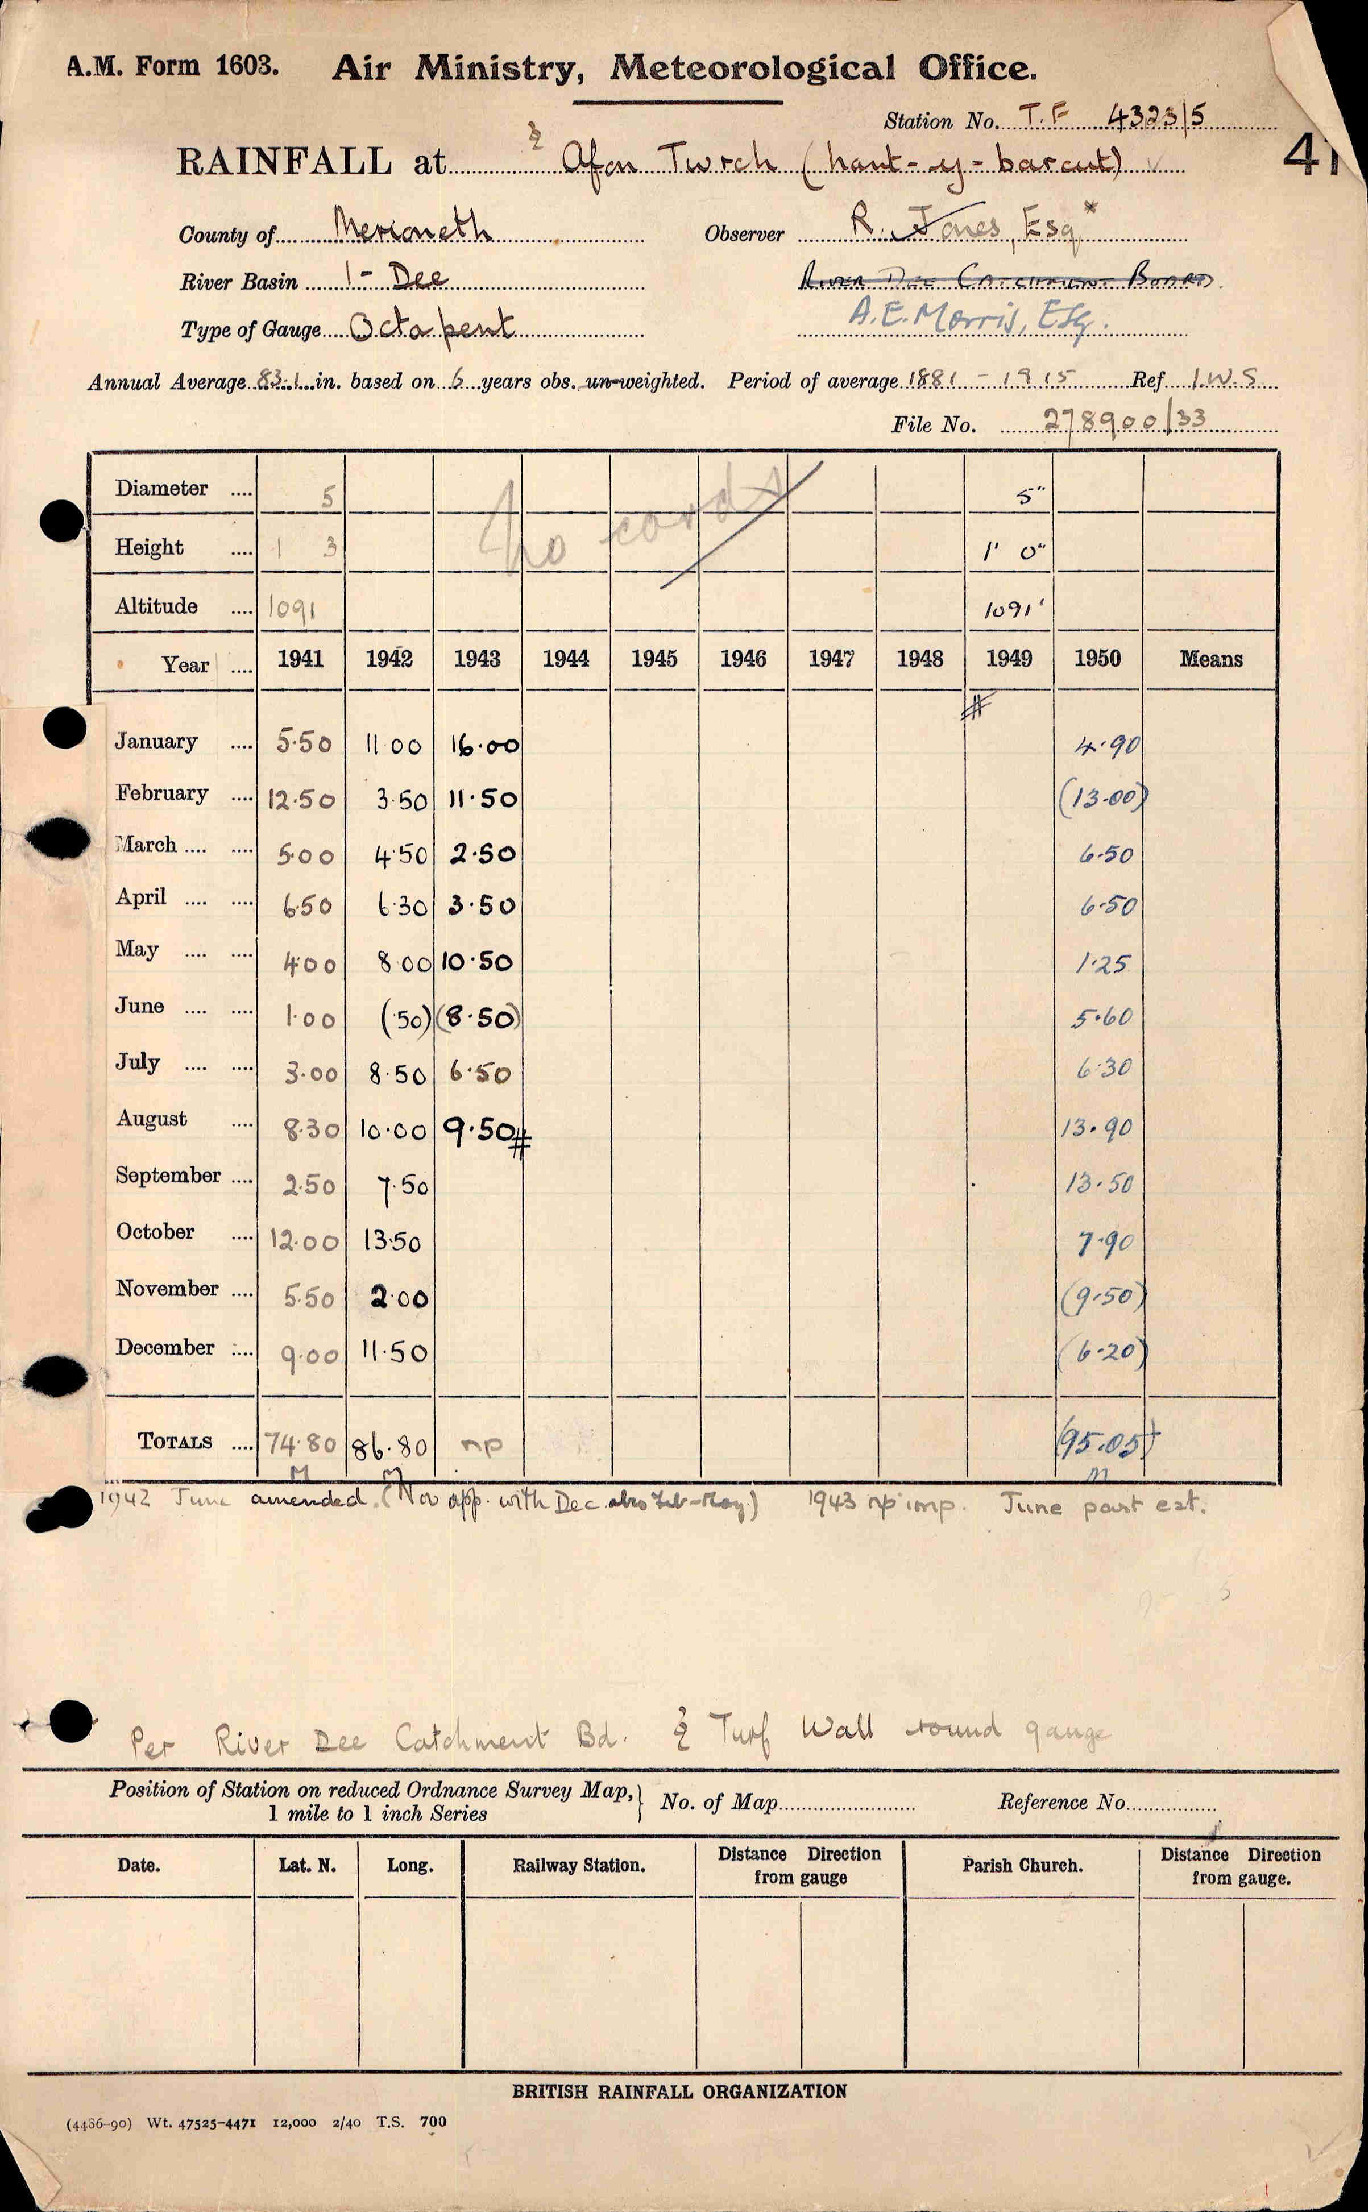 A.M. Form 1603. Air Ministry, Meteorological Office.
Station No. T.F 4323/5
41
RAINFALL at Afon Twrch (hant-y-barcut)
County of Merioneth Observer R. Jones, Esq *
River Basin 1 - Dee River Dee Catchment Board
Type of Gauge Octapent A.E. Morris, Esq.
Annual Average 83.1 in. based on 6 years obs. un-weighted. Period of average 1881 - 1915 Ref I.W.S
File No. 278900/33
Diameter .... 5 5"
no cards
Height .... 1 3 1' 0"
Altitude .... 1091 1091'
Year .... 1941 1942 1943 1944 1945 1946 1947 1948 1949 1950 Means
#
January .... 5.50 11.00 16.00 4.90
February .... 12.50 3.50 11.50 (13.00)
March .... .... 5.00 4.50 2.50 6.50
April .... .... 6.50 6.30 3.50 6.50
May .... .... 4.00 8.00 10.50 1.25
June .... .... 1.00 (.50) (8.50) 5.60
July .... .... 3.00 8.50 6.50 6.30
August .... 8.30 10.00 9.50# 13.90
September .... 2.50 7.50 13.50
October .... 12.00 13.50 7.90
November .... 5.50 2.00 (9.50)
December .... 9.00 11.50 (6.20)
TOTALS .... 74.80 86.80 np (95.05)†
M M M
1942 June amended. (Nov app. with Dec. also Feb-May) 1943 np imp. June part est.
Per River Dee Catchment Bd. Turf Wall round gauge
Position of Station on reduced Ordnance Survey Map, } No. of Map Reference No.
1 mile to 1 inch Series
Date. Lat. N. Long. Railway Station. Distance Direction from gauge Parish Church. Distance Direction from gauge.
BRITISH RAINFALL ORGANIZATION
(4486-90) Wt. 47525-4471 12,000 2/40 T.S. 700